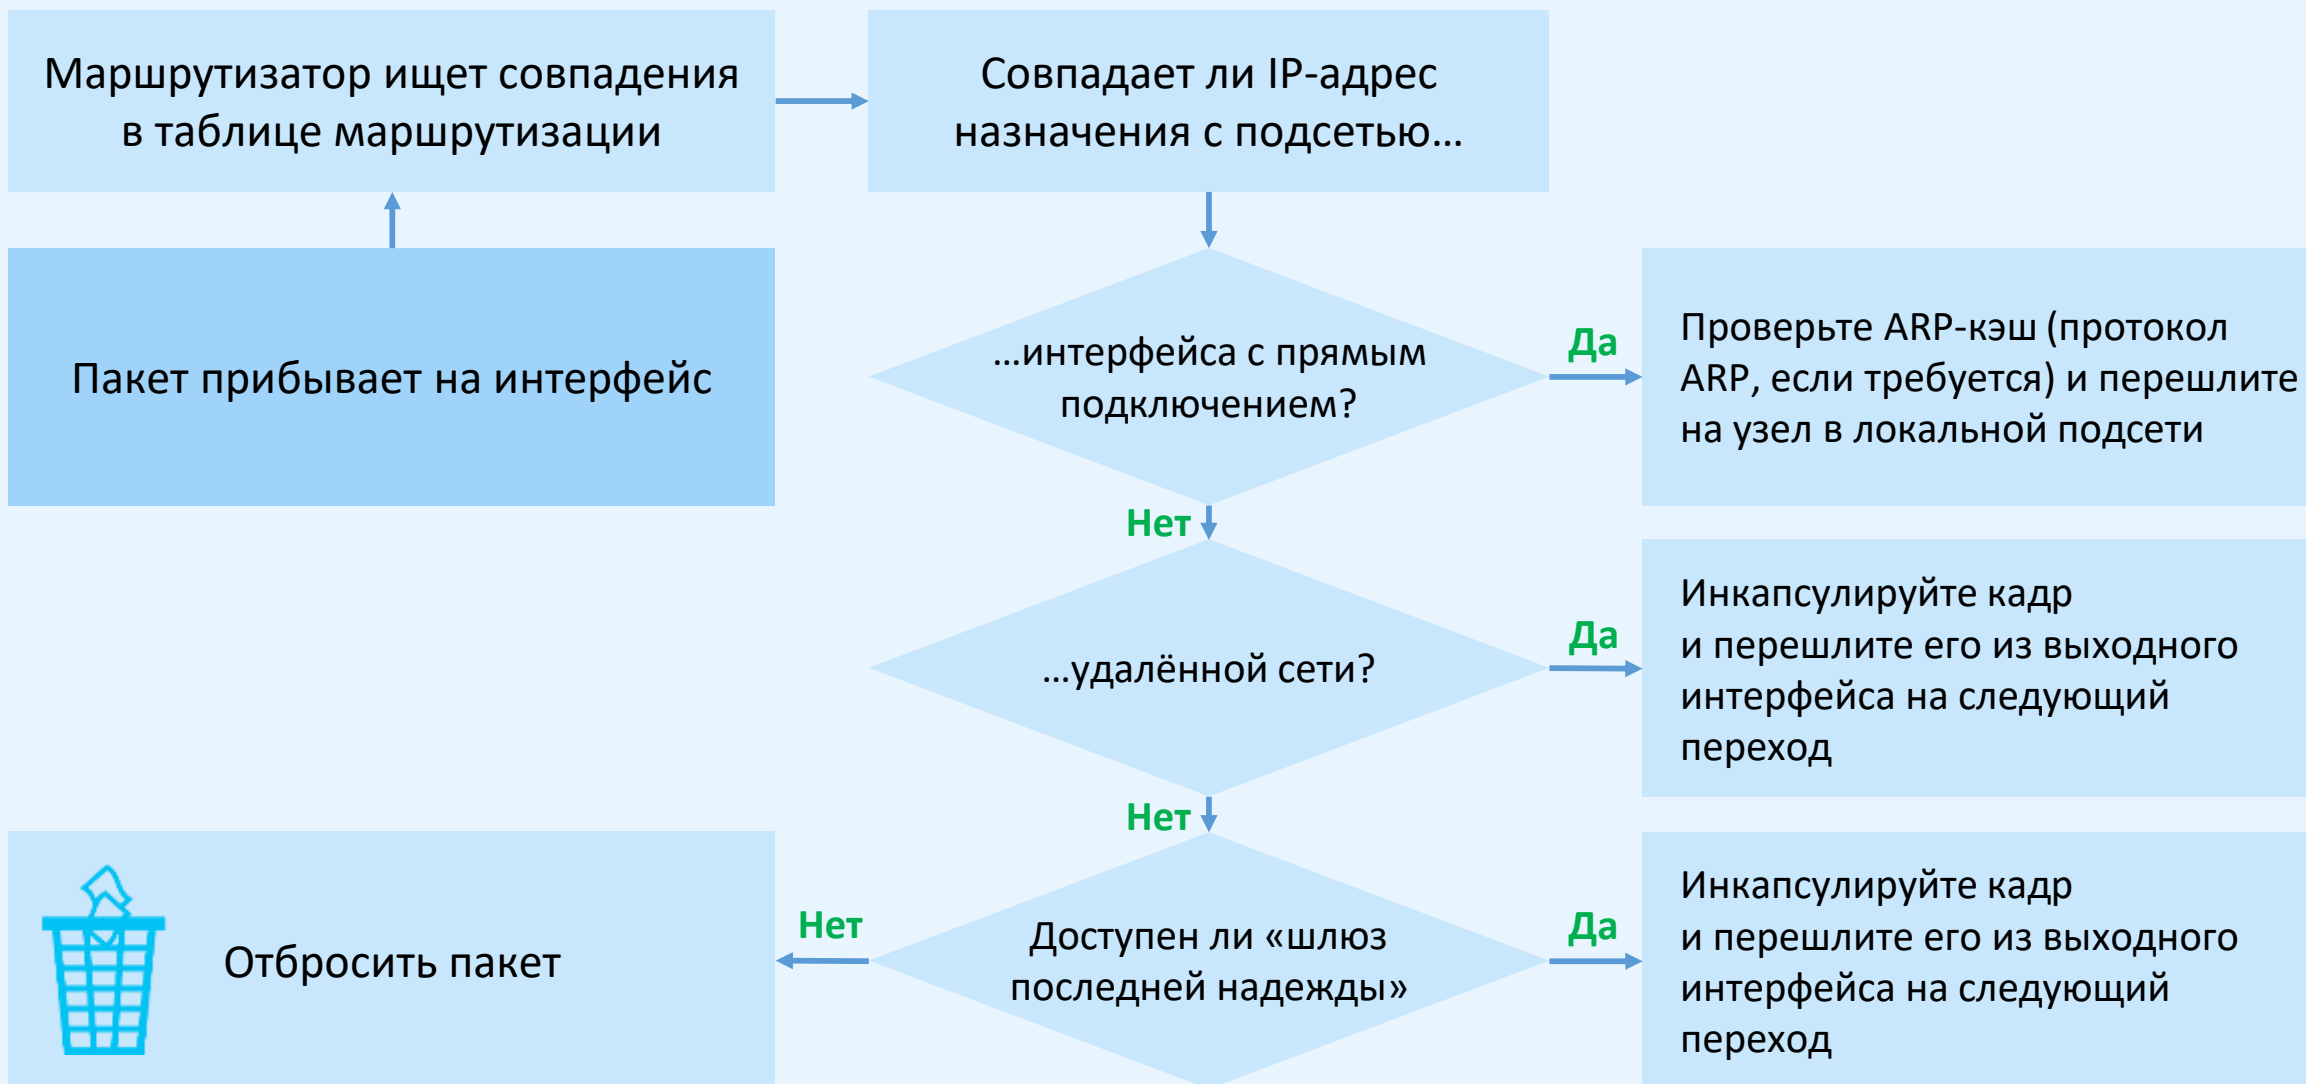 Маршрутизатор ищет совпадения
в таблице маршрутизации
Совпадает ли IP-адрес
назначения с подсетью…
Пакет прибывает на интерфейс
…интерфейса с прямым
подключением?
Да
Проверьте ARP-кэш (протокол
ARP, если требуется) и перешлите
на узел в локальной подсети
Нет
…удалённой сети?
Да
Инкапсулируйте кадр
и перешлите его из выходного
интерфейса на следующий
переход
Нет
Доступен ли «шлюз
последней надежды»
Да
Инкапсулируйте кадр
и перешлите его из выходного
интерфейса на следующий
переход
Нет
Отбросить пакет